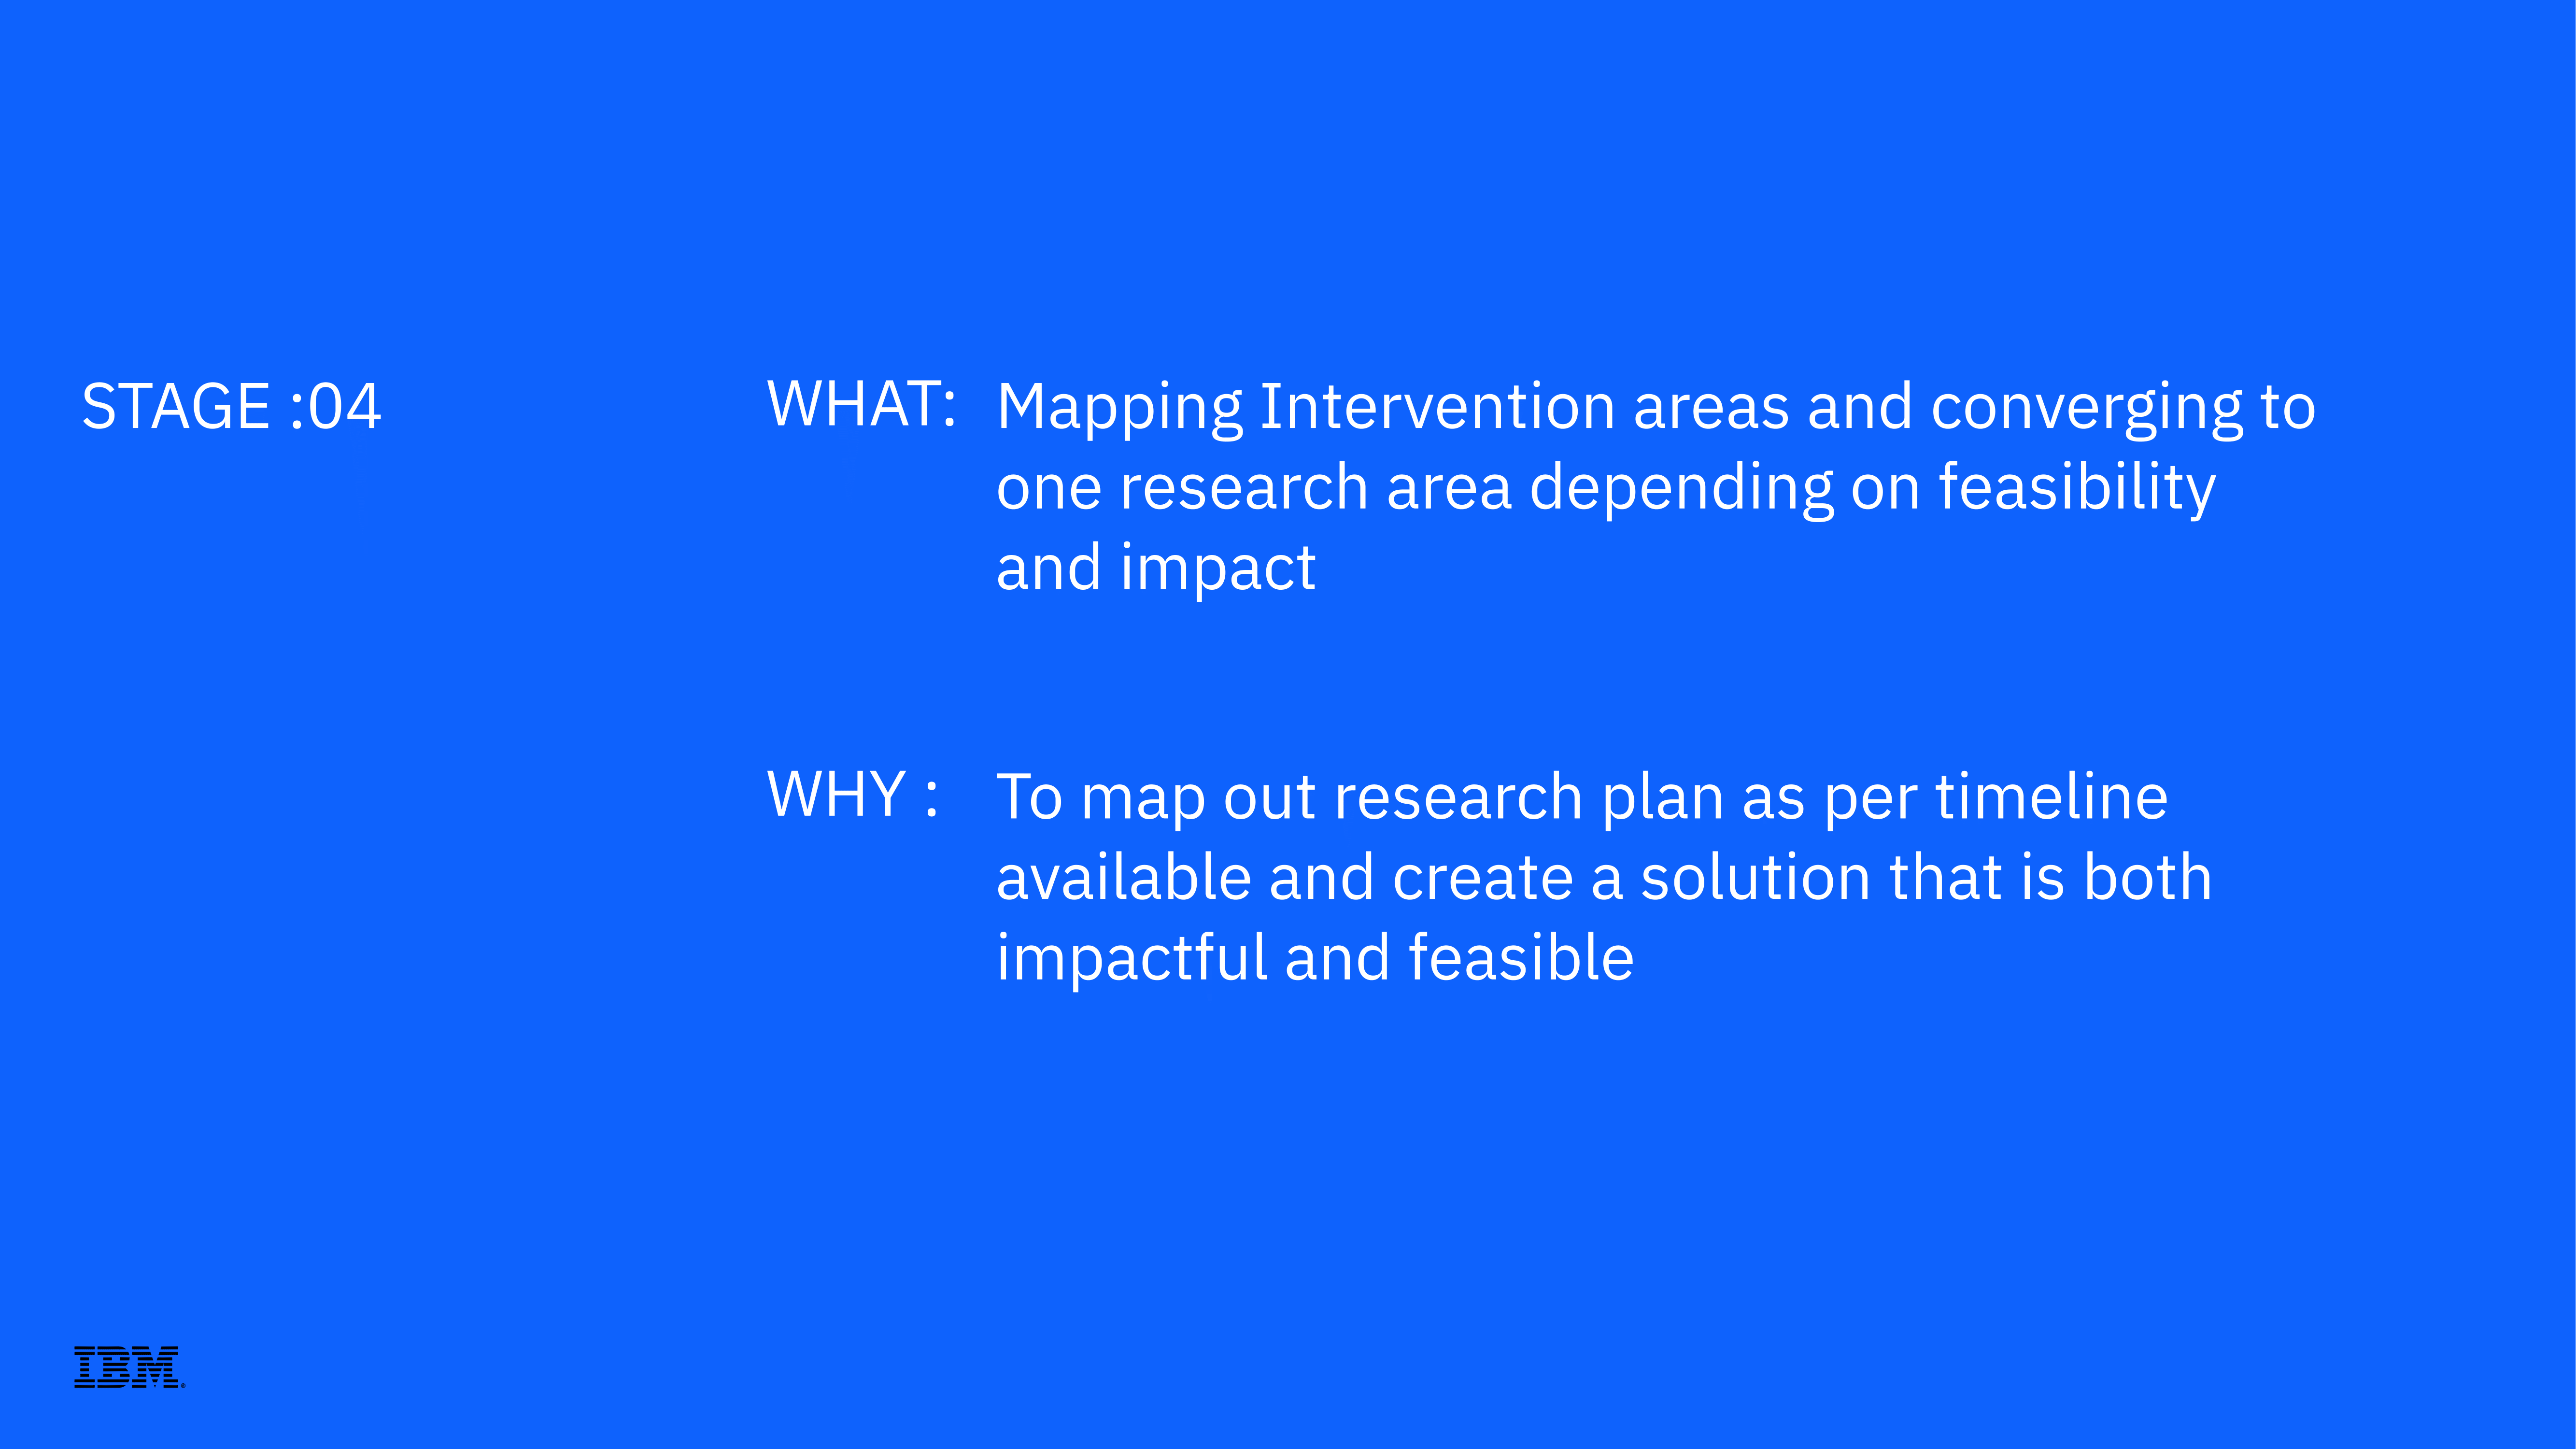 STAGE :04
WHAT:
Mapping Intervention areas and converging to
one research area depending on feasibility
and impact
WHY :
To map out research plan as per timeline
available and create a solution that is both
impactful and feasible
IBM®